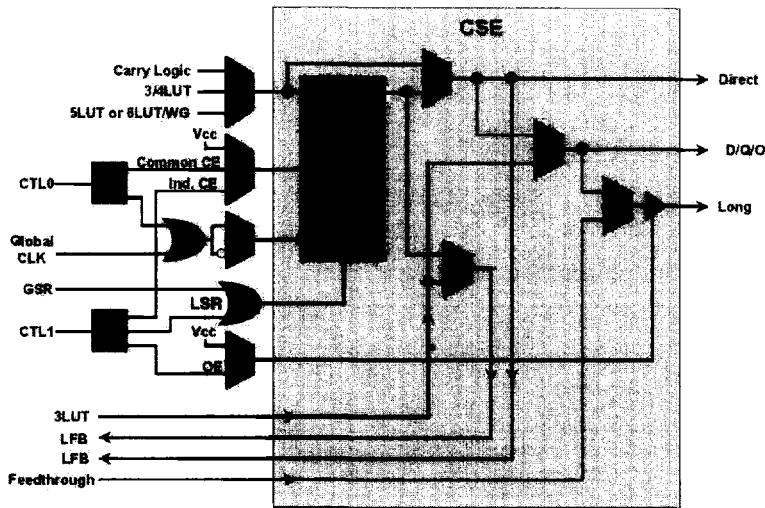 CSE
Carry Logic
3/4LUT
5LUT or 6LUT/WG
Vcc
Common CE
Ind. CE
CTL0
Global
CLK
GSR
LSR
CTL1
Vcc
OE
3LUT
LFB
LFB
Feedthrough
Direct
D/Q/O
Long